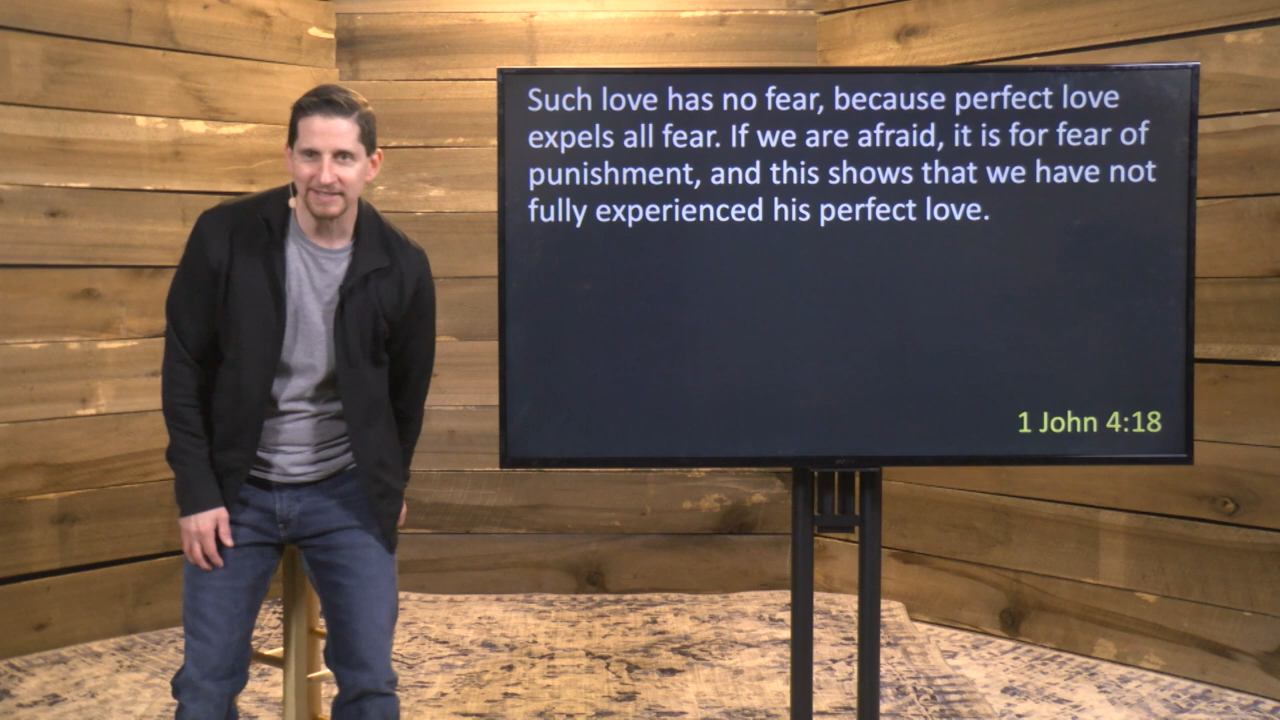 Such love has no fear, because perfect love
expels all fear. If we are afraid, it is for fear of
punishment, and this shows that we have not
fully experienced his perfect love.
1 John 4:18